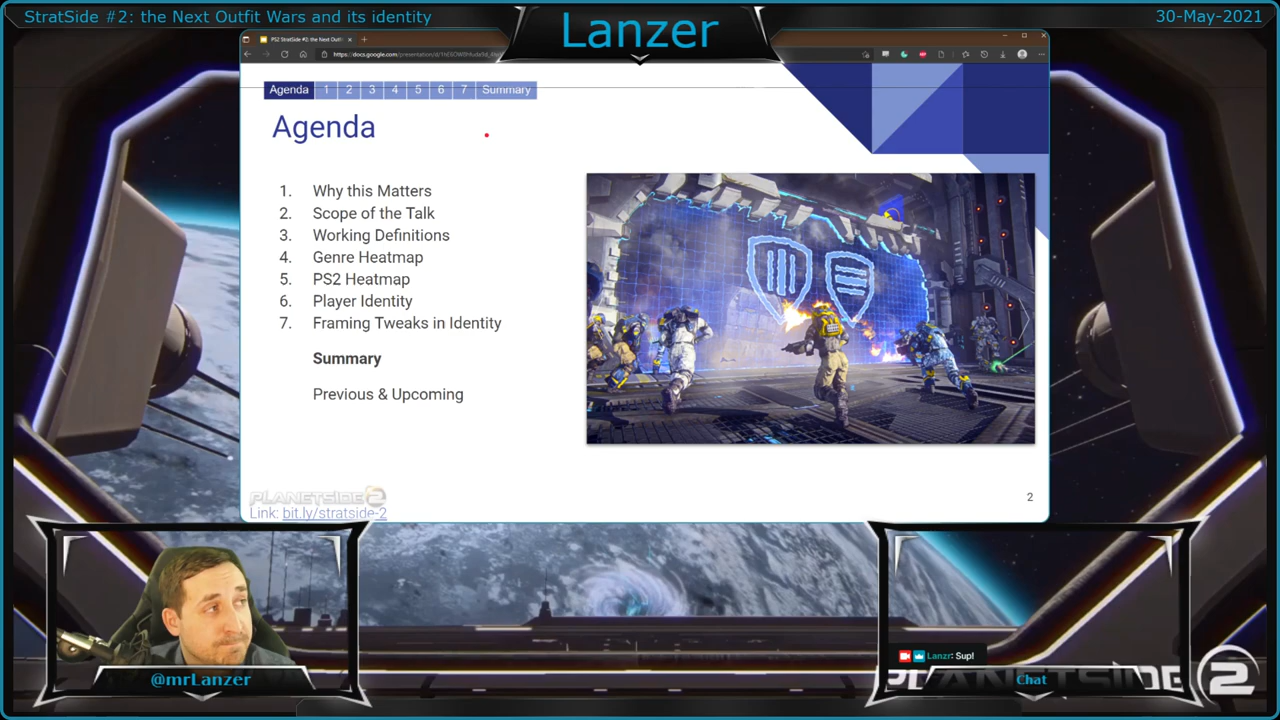 StratSide #2: the Next Outfit Wars and its identity
Lanzer
30-May-2021
Agenda 1 2 3 4 5 6 7 Summary
Agenda
1. Why this Matters
2. Scope of the Talk
3. Working Definitions
4. Genre Heatmap
5. PS2 Heatmap
6. Player Identity
7. Framing Tweaks in Identity
Summary
Previous & Upcoming
PLANETSIDE 2
Link: bit.ly/stratside-2
2
Lanzr: Sup!
@mrLanzer
Chat
PLANETSIDE 2